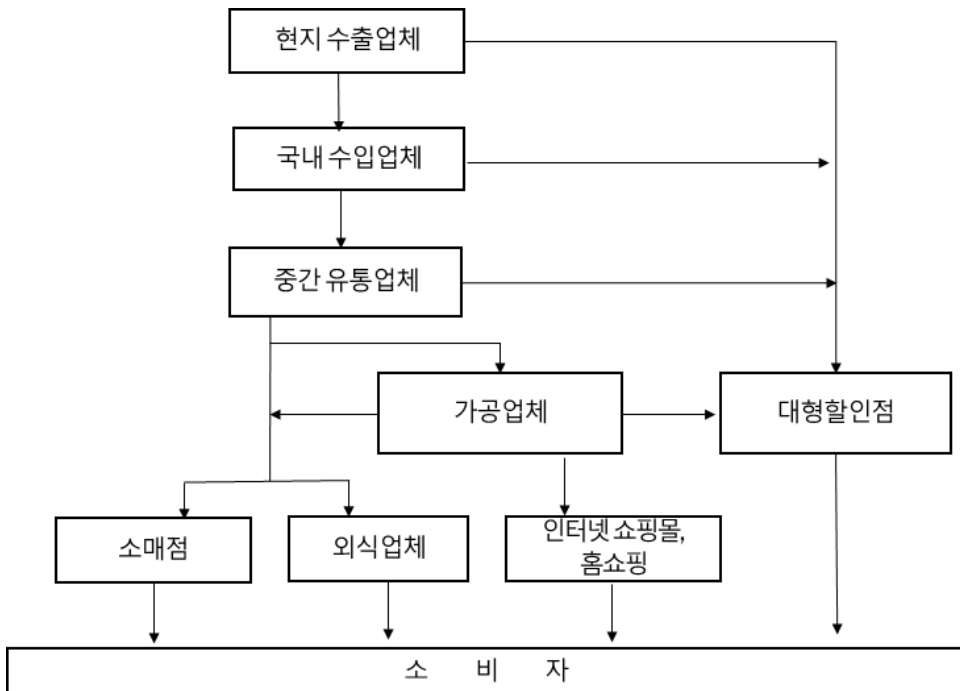 현지 수출업체
국내 수입업체
중간 유통업체
가공업체
대형할인점
소매점
외식업체
인터넷 쇼핑몰,
홈쇼핑
소 비 자